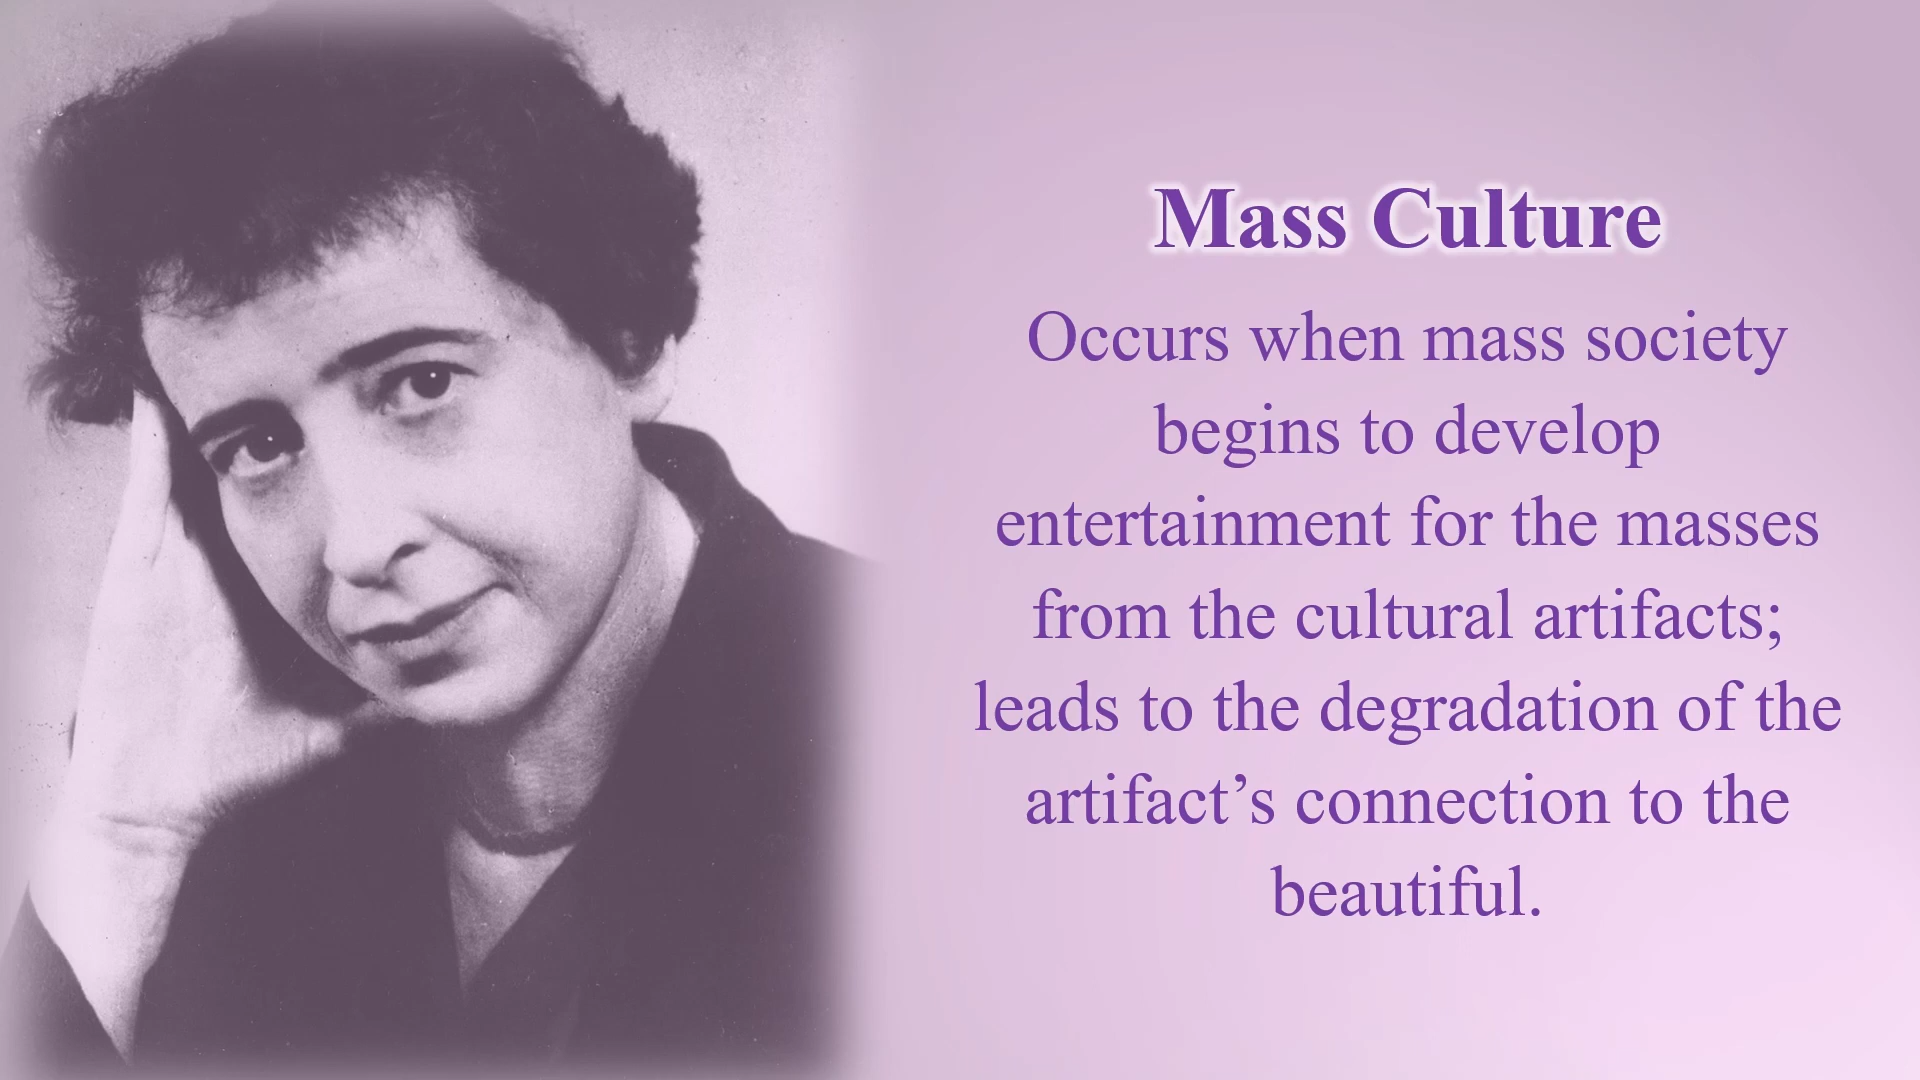 Mass Culture
Occurs when mass society
begins to develop
entertainment for the masses
from the cultural artifacts;
leads to the degradation of the
artifact’s connection to the
beautiful.